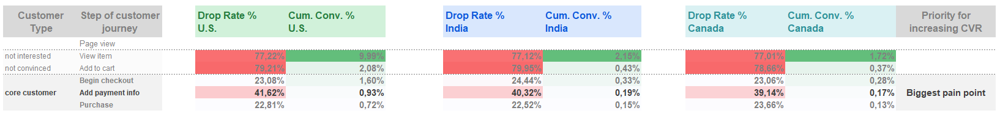 Customer Type Step of customer journey Drop Rate % U.S. Cum. Conv. % U.S. Drop Rate % India Cum. Conv. % India Drop Rate % Canada Cum. Conv. % Canada Priority for increasing CVR
Page view
not interested View item 77,22% 9,99% 77,12% 2,15% 77,01% 1,72%
not convinced Add to cart 79,21% 2,08% 79,95% 0,43% 78,66% 0,37%
Begin checkout 23,08% 1,60% 24,44% 0,33% 23,06% 0,28%
core customer Add payment info 41,62% 0,93% 40,32% 0,19% 39,14% 0,17% Biggest pain point
Purchase 22,81% 0,72% 22,52% 0,15% 23,66% 0,13%